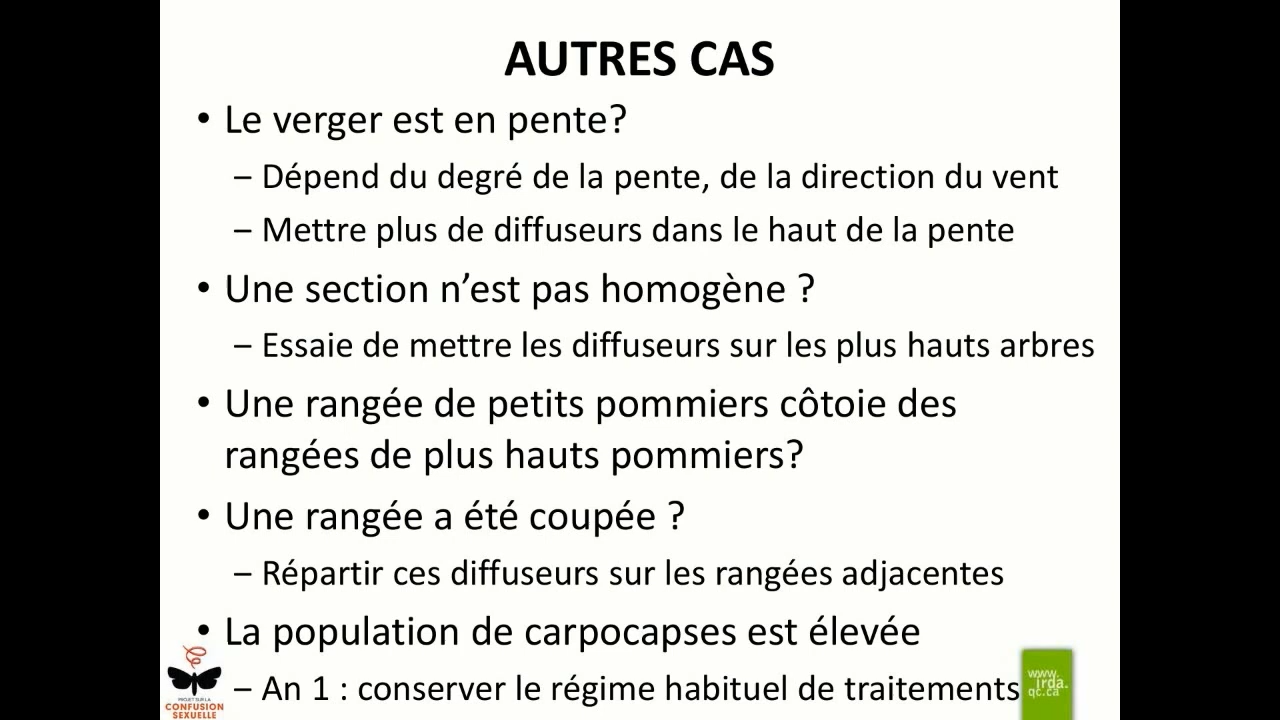 AUTRES CAS
• Le verger est en pente?
– Dépend du degré de la pente, de la direction du vent
– Mettre plus de diffuseurs dans le haut de la pente
• Une section n’est pas homogène ?
– Essaie de mettre les diffuseurs sur les plus hauts arbres
• Une rangée de petits pommiers côtoie des
rangées de plus hauts pommiers?
• Une rangée a été coupée ?
– Répartir ces diffuseurs sur les rangées adjacentes
• La population de carpocapses est élevée
– An 1 : conserver le régime habituel de traitements
PROJET SUR LA
CONFUSION
SEXUELLE
www.
irda.
qc.ca